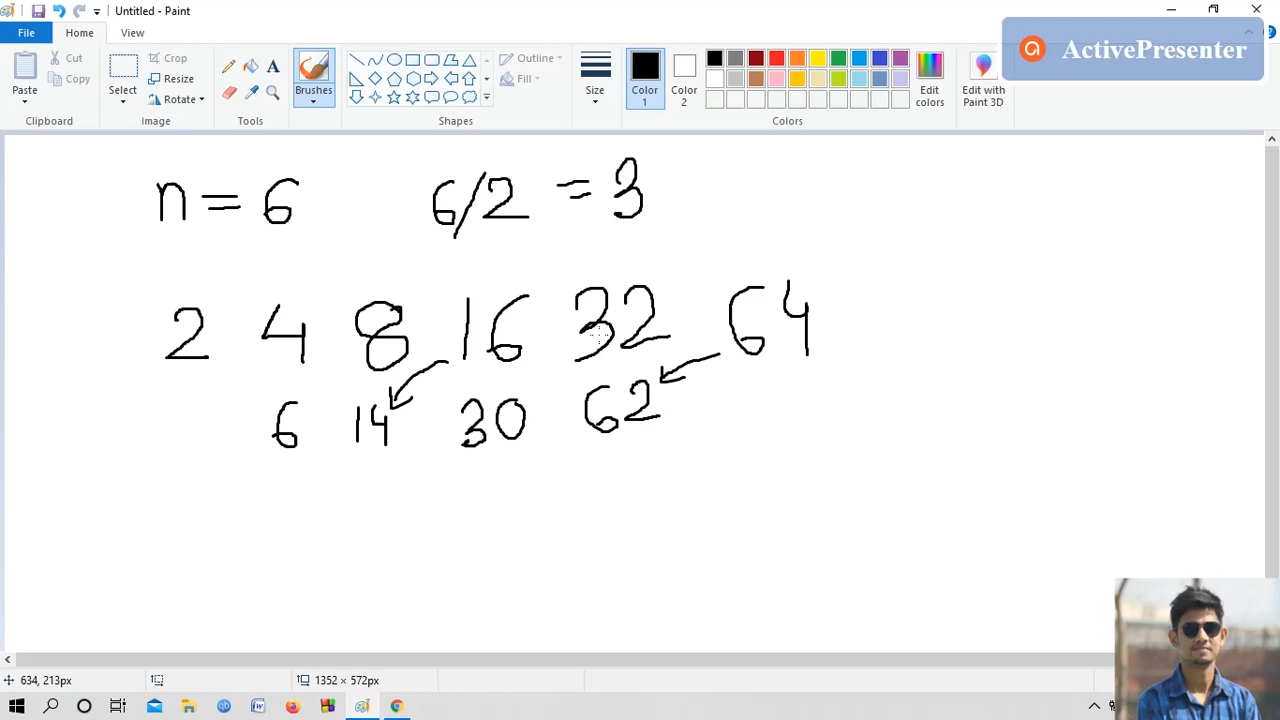 Untitled - Paint
File Home View
Paste
Cut
Copy
Clipboard
Select
Crop
Resize
Rotate
Image
A
Tools
Brushes
Outline
Fill
Shapes
Size
Color 1
Color 2
Edit colors
Colors
Edit with Paint 3D
ActivePresenter
n = 6 6/2 = 3
2 4 8 16 32 64
6 14 30 62
634, 213px
1352 × 572px